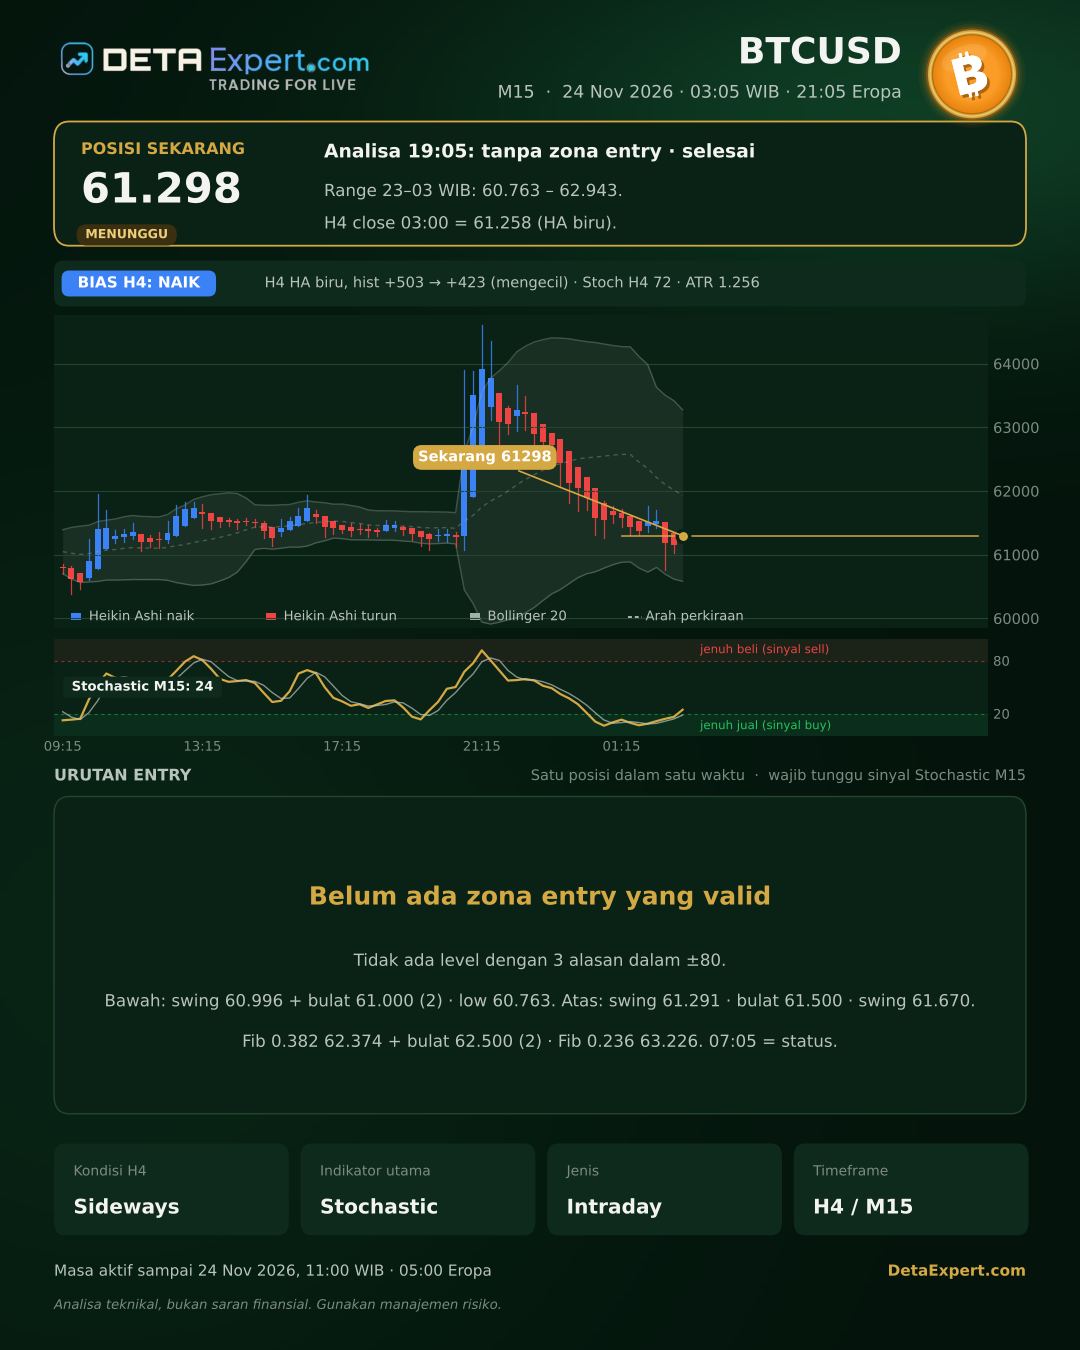 DETA Expert.com
TRADING FOR LIVE
BTCUSD
M15 · 24 Nov 2026 · 03:05 WIB · 21:05 Eropa
POSISI SEKARANG
61.298
MENUNGGU
Analisa 19:05: tanpa zona entry · selesai
Range 23–03 WIB: 60.763 – 62.943.
H4 close 03:00 = 61.258 (HA biru).
BIAS H4: NAIK
H4 HA biru, hist +503 → +423 (mengecil) · Stoch H4 72 · ATR 1.256
64000
63000
62000
61000
60000
Sekarang 61298
Heikin Ashi naik
Heikin Ashi turun
Bollinger 20
Arah perkiraan
jenuh beli (sinyal sell)
80
Stochastic M15: 24
20
jenuh jual (sinyal buy)
09:15
13:15
17:15
21:15
01:15
URUTAN ENTRY
Satu posisi dalam satu waktu · wajib tunggu sinyal Stochastic M15
Belum ada zona entry yang valid
Tidak ada level dengan 3 alasan dalam ±80.
Bawah: swing 60.996 + bulat 61.000 (2) · low 60.763. Atas: swing 61.291 · bulat 61.500 · swing 61.670.
Fib 0.382 62.374 + bulat 62.500 (2) · Fib 0.236 63.226. 07:05 = status.
Kondisi H4
Sideways
Indikator utama
Stochastic
Jenis
Intraday
Timeframe
H4 / M15
Masa aktif sampai 24 Nov 2026, 11:00 WIB · 05:00 Eropa
DetaExpert.com
Analisa teknikal, bukan saran finansial. Gunakan manajemen risiko.